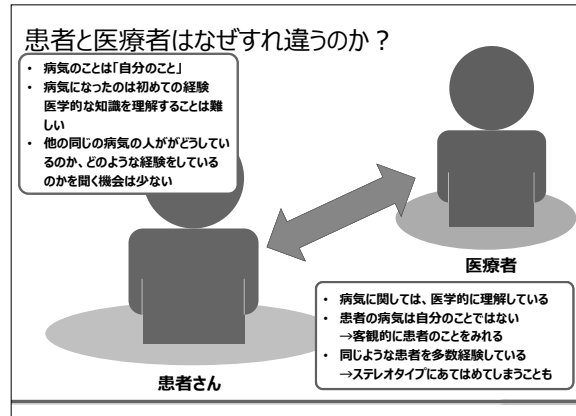 患者と医療者はなぜすれ違うのか？
• 病気のことは「自分のこと」
• 病気になったのは初めての経験
医学的な知識を理解することは難
しい
• 他の同じの病気の人ががどうしてい
るのか、どのような経験をしている
のかを聞く機会は少ない
医療者
• 病気に関しては、医学的に理解している
• 患者の病気は自分のことではない
→客観的に患者のことをみれる
• 同じような患者を多数経験している
→ステレオタイプにあてはめてしまうことも
患者さん